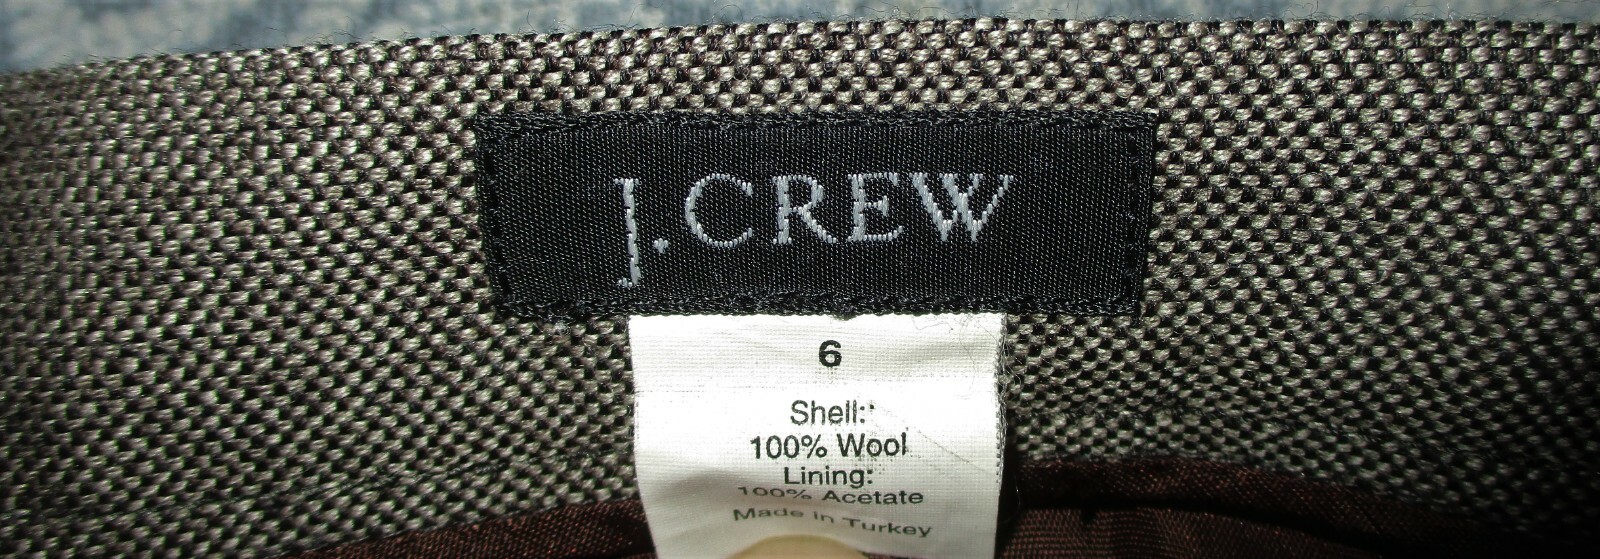 J.CREW
6
Shell:
100% Wool
Lining:
100% Acetate
Made in Turkey